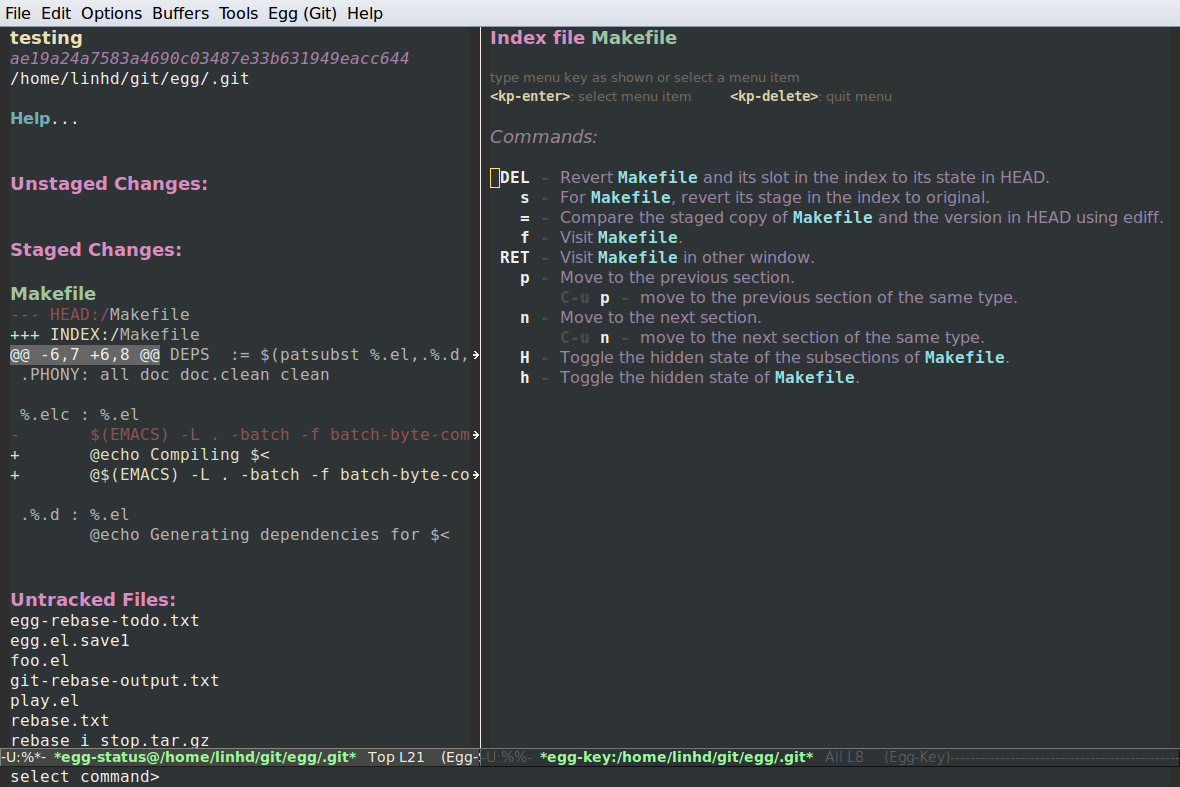 File Edit Options Buffers Tools Egg (Git) Help
testing
ae19a24a7583a4690c03487e33b631949eacc644
/home/linhd/git/egg/.git
Help...
Unstaged Changes:
Staged Changes:
Makefile
--- HEAD:/Makefile
+++ INDEX:/Makefile
@@ -6,7 +6,8 @@ DEPS  := $(patsubst %.el,.%.d,
 .PHONY: all doc doc.clean clean
 %.elc : %.el
-       $(EMACS) -L . -batch -f batch-byte-com
+       @echo Compiling $<
+       @$(EMACS) -L . -batch -f batch-byte-co
 .%.d : %.el
        @echo Generating dependencies for $<
Untracked Files:
egg-rebase-todo.txt
egg.el.save1
foo.el
git-rebase-output.txt
play.el
rebase.txt
rebase_i_stop.tar.gz
-U:%*-  *egg-status@/home/linhd/git/egg/.git*  Top L21  (Egg-
Index file Makefile
type menu key as shown or select a menu item
<kp-enter>: select menu item <kp-delete>: quit menu
Commands:
DEL - Revert Makefile and its slot in the index to its state in HEAD.
s - For Makefile, revert its stage in the index to original.
= - Compare the staged copy of Makefile and the version in HEAD using ediff.
f - Visit Makefile.
RET - Visit Makefile in other window.
p - Move to the previous section.
C-u p - move to the previous section of the same type.
n - Move to the next section.
C-u n - move to the next section of the same type.
H - Toggle the hidden state of the subsections of Makefile.
h - Toggle the hidden state of Makefile.
-U:%%-  *egg-key:/home/linhd/git/egg/.git*  All L8  (Egg-Key)----------------------------------------------
select command>